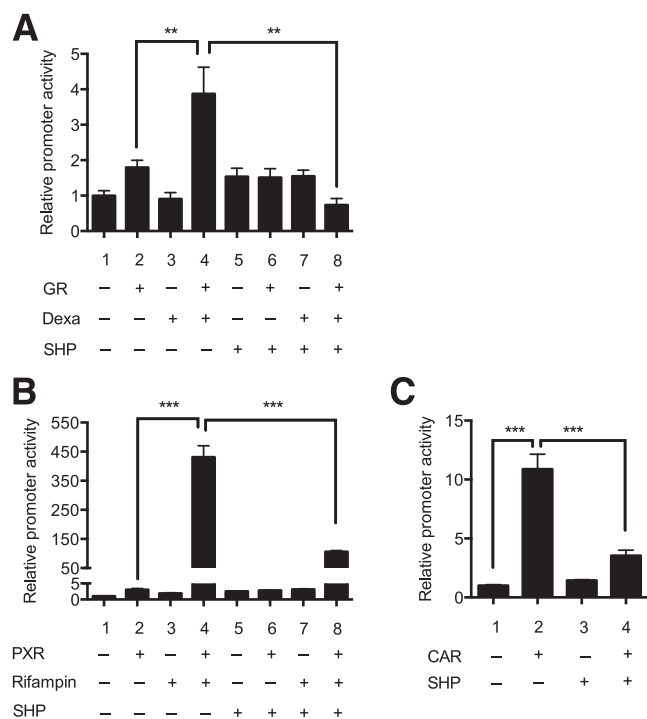 A
** **
Relative promoter activity
5
4
3
2
1
0
1 2 3 4 5 6 7 8
GR – + – + – + – +
Dexa – – + + – – + +
SHP – – – – + + + +
B
*** ***
Relative promoter activity
550
450
350
250
150
50
5
0
1 2 3 4 5 6 7 8
PXR – + – + – + – +
Rifampin – – + + – – + +
SHP – – – – + + + +
C
*** ***
Relative promoter activity
15
10
5
0
1 2 3 4
CAR – + – +
SHP – – + +